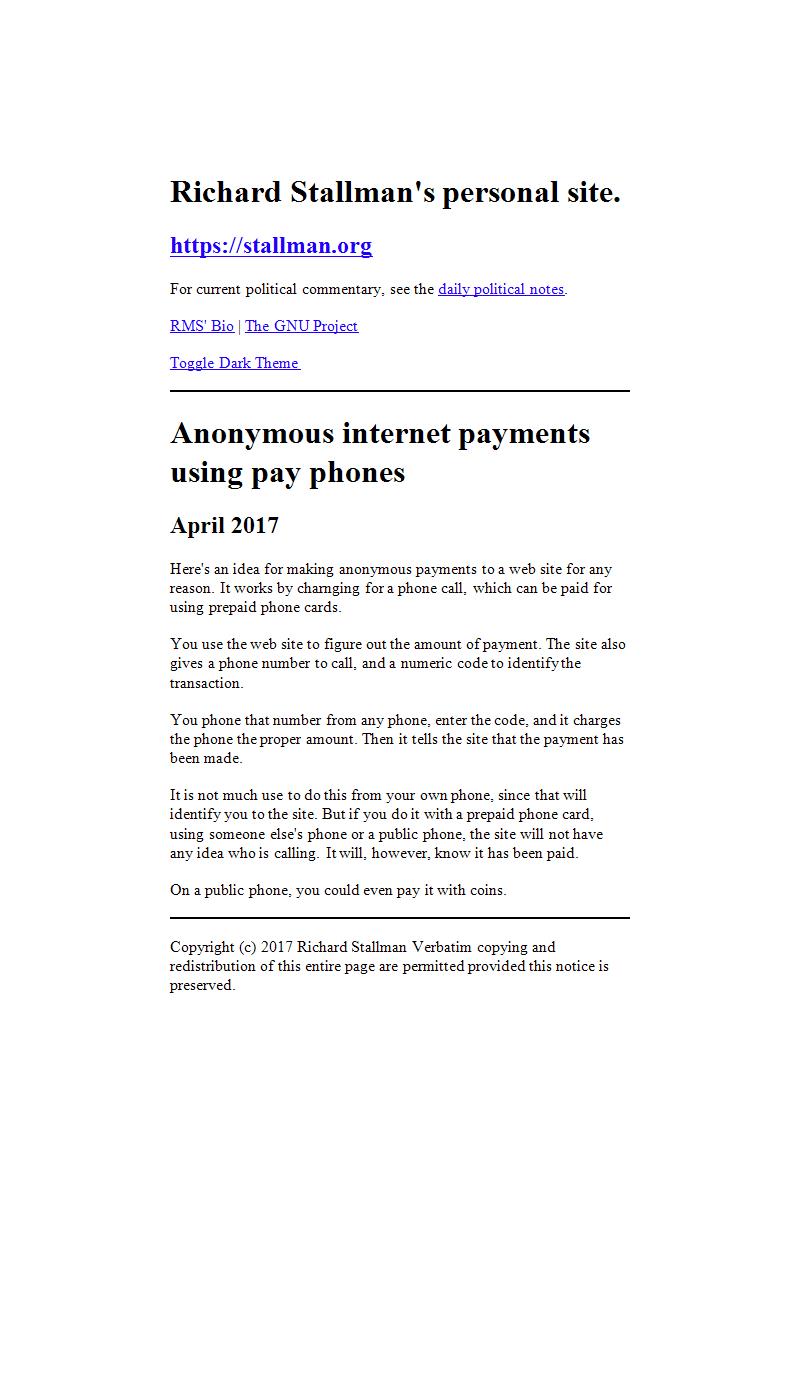 Richard Stallman's personal site.
https://stallman.org
For current political commentary, see the daily political notes.
RMS' Bio | The GNU Project
Toggle Dark Theme
Anonymous internet payments
using pay phones
April 2017
Here's an idea for making anonymous payments to a web site for any
reason. It works by charnging for a phone call, which can be paid for
using prepaid phone cards.
You use the web site to figure out the amount of payment. The site also
gives a phone number to call, and a numeric code to identify the
transaction.
You phone that number from any phone, enter the code, and it charges
the phone the proper amount. Then it tells the site that the payment has
been made.
It is not much use to do this from your own phone, since that will
identify you to the site. But if you do it with a prepaid phone card,
using someone else's phone or a public phone, the site will not have
any idea who is calling. It will, however, know it has been paid.
On a public phone, you could even pay it with coins.
Copyright (c) 2017 Richard Stallman Verbatim copying and
redistribution of this entire page are permitted provided this notice is
preserved.